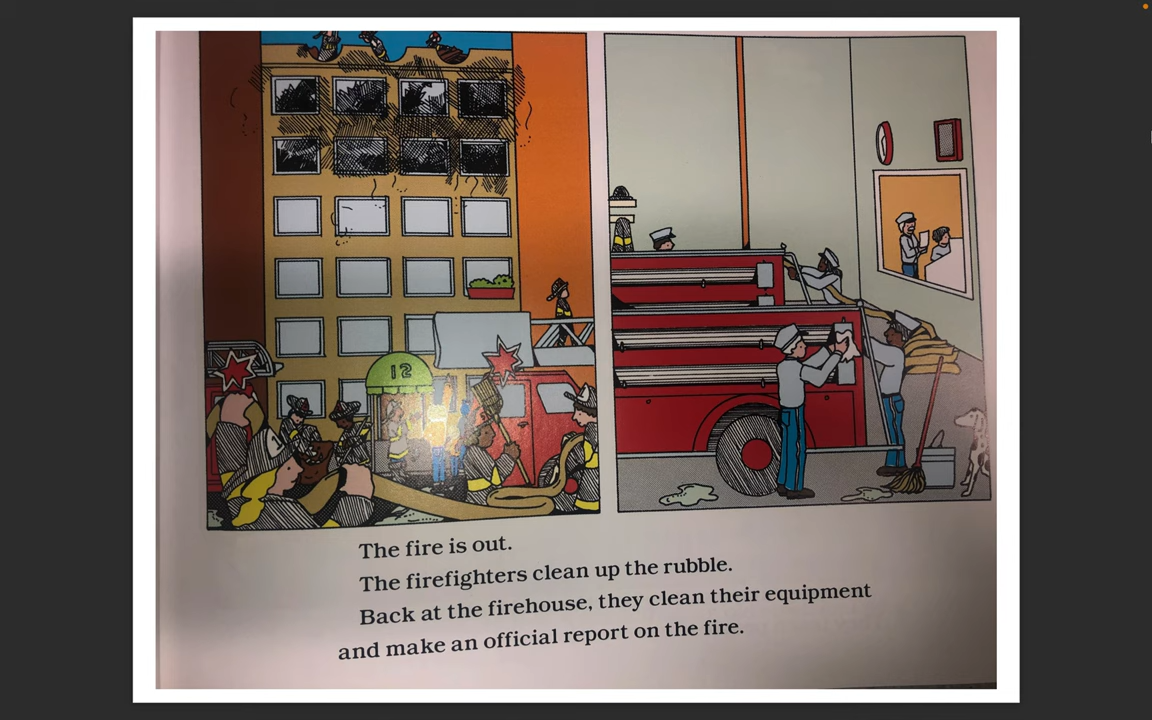 12
The fire is out.
The firefighters clean up the rubble.
Back at the firehouse, they clean their equipment
and make an official report on the fire.